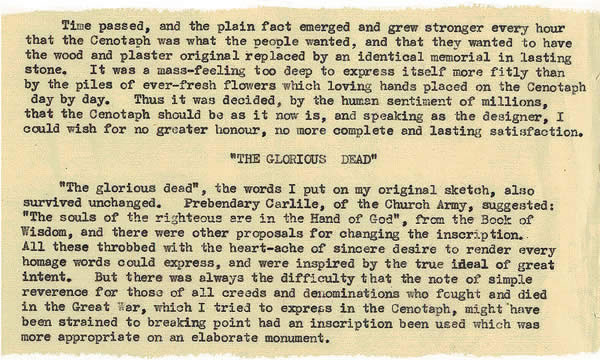 Time passed, and the plain fact emerged and grew stronger every hour
that the Cenotaph was what the people wanted, and that they wanted to have
the wood and plaster original replaced by an identical memorial in lasting
stone. It was a mass-feeling too deep to express itself more fitly than
by the piles of ever-fresh flowers which loving hands placed on the Cenotaph
day by day. Thus it was decided, by the human sentiment of millions,
that the Cenotaph should be as it now is, and speaking as the designer, I
could wish for no greater honour, no more complete and lasting satisfaction.
"THE GLORIOUS DEAD"
"The glorious dead", the words I put on my original sketch, also
survived unchanged. Prebendary Carlile, of the Church Army, suggested:
"The souls of the righteous are in the Hand of God", from the Book of
Wisdom, and there were other proposals for changing the inscription.
All these throbbed with the heart-ache of sincere desire to render every
homage words could express, and were inspired by the true ideal of great
intent. But there was always the difficulty that the note of simple
reverence for those of all creeds and denominations who fought and died
in the Great War, which I tried to express in the Cenotaph, might have
been strained to breaking point had an inscription been used which was
more appropriate on an elaborate monument.